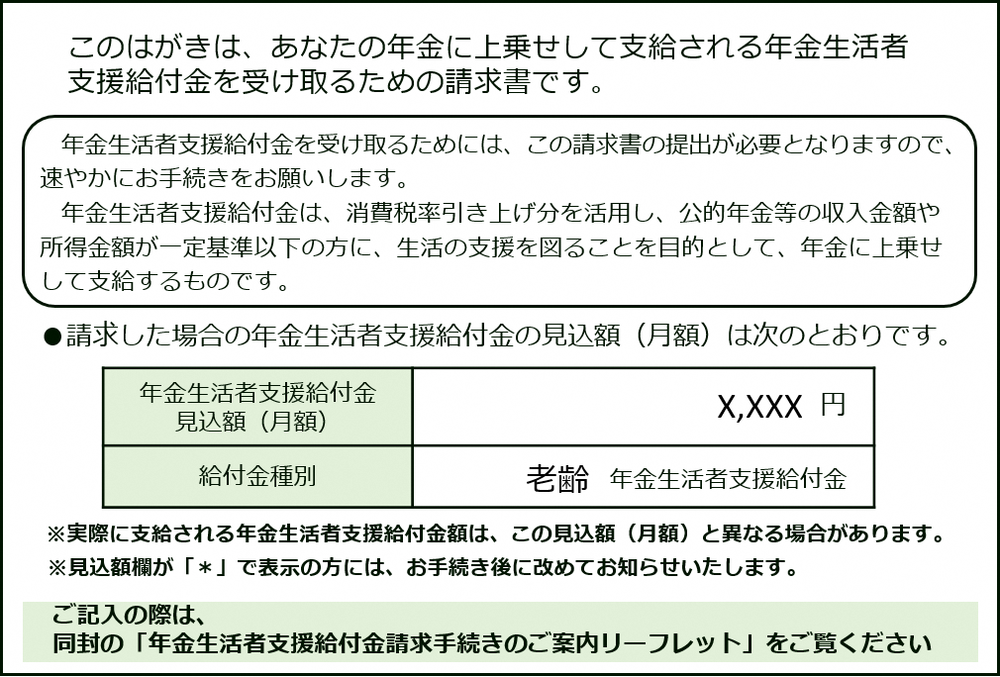 このはがきは、あなたの年金に上乗せして支給される年金生活者
支援給付金を受け取るための請求書です。
年金生活者支援給付金を受け取るためには、この請求書の提出が必要となりますので、
速やかにお手続きをお願いします。
年金生活者支援給付金は、消費税率引き上げ分を活用し、公的年金等の収入金額や
所得金額が一定基準以下の方に、生活の支援を図ることを目的として、年金に上乗せ
して支給するものです。
●請求した場合の年金生活者支援給付金の見込額（月額）は次のとおりです。
年金生活者支援給付金
見込額（月額）
X,XXX 円
給付金種別
老齢 年金生活者支援給付金
※実際に支給される年金生活者支援給付金額は、この見込額（月額）と異なる場合があります。
※見込額欄が「＊」で表示の方には、お手続き後に改めてお知らせいたします。
ご記入の際は、
同封の「年金生活者支援給付金請求手続きのご案内リーフレット」をご覧ください